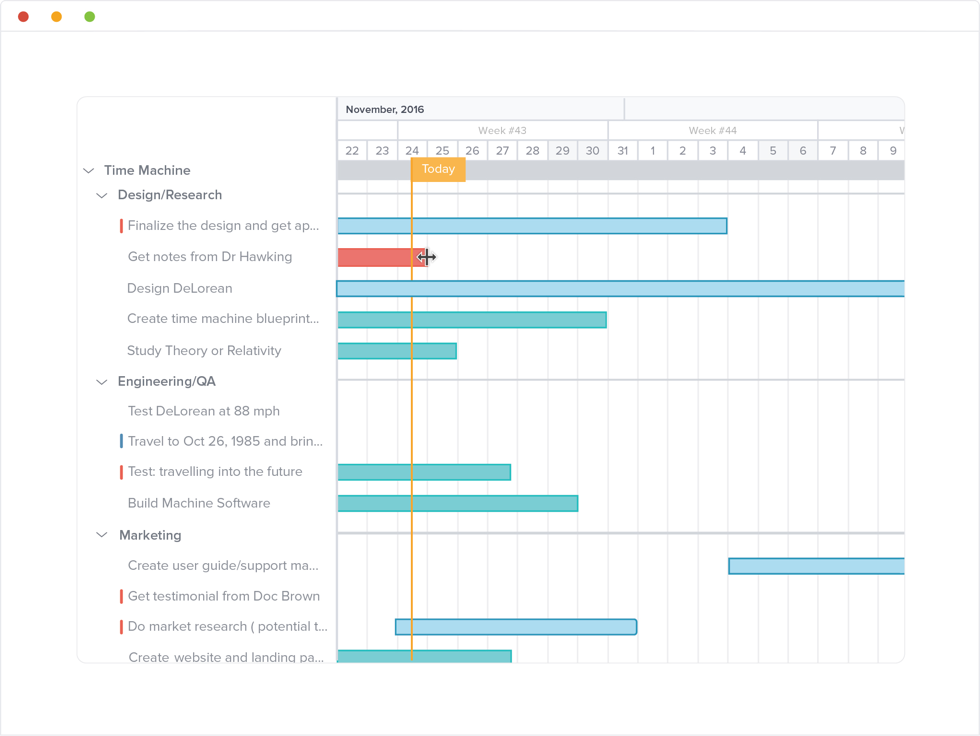 November, 2016
Week #43 Week #44 W
22 23 24 25 26 27 28 29 30 31 1 2 3 4 5 6 7 8 9
Time Machine
Today
Design/Research
Finalize the design and get ap...
Get notes from Dr Hawking
Design DeLorean
Create time machine blueprint...
Study Theory or Relativity
Engineering/QA
Test DeLorean at 88 mph
Travel to Oct 26, 1985 and brin...
Test: travelling into the future
Build Machine Software
Marketing
Create user guide/support ma...
Get testimonial from Doc Brown
Do market research ( potential t...
Create website and landing pa...